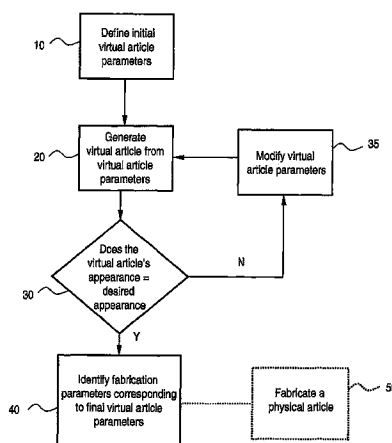 10
Define initial
virtual article
parameters
20
Generate
virtual article from
virtual article
parameters
35
Modify virtual
article parameters
30
Does the
virtual article's
appearance =
desired
appearance
N
Y
40
Identify fabrication
parameters corresponding
to final virtual article
parameters
Fabricate a
physical article